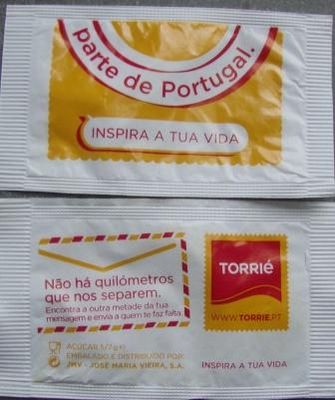 parte de Portugal.
INSPIRA A TUA VIDA
Não há quilómetros
que nos separem.
Encontra a outra metade da tua
mensagem e envia a quem te faz falta.
TORRIÉ
WWW.TORRIE.PT
AÇÚCAR 5/7g e
EMBALADO E DISTRIBUÍDO POR:
JMV - JOSÉ MARIA VIEIRA, S.A.
INSPIRA A TUA VIDA